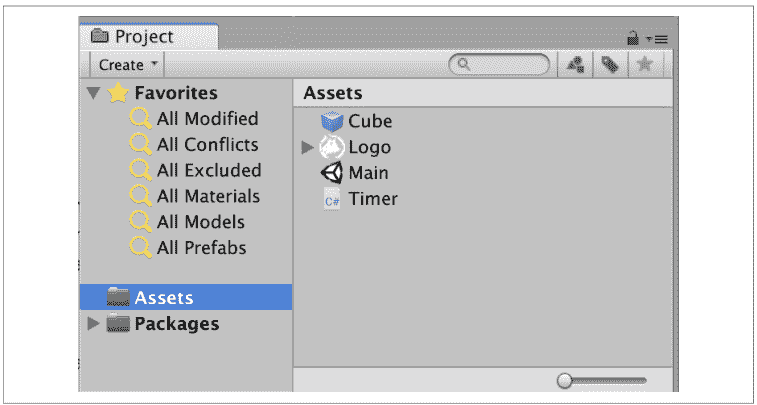 Project
Create
Favorites
All Modified
All Conflicts
All Excluded
All Materials
All Models
All Prefabs
Assets
Packages
Assets
Cube
Logo
Main
C# Timer